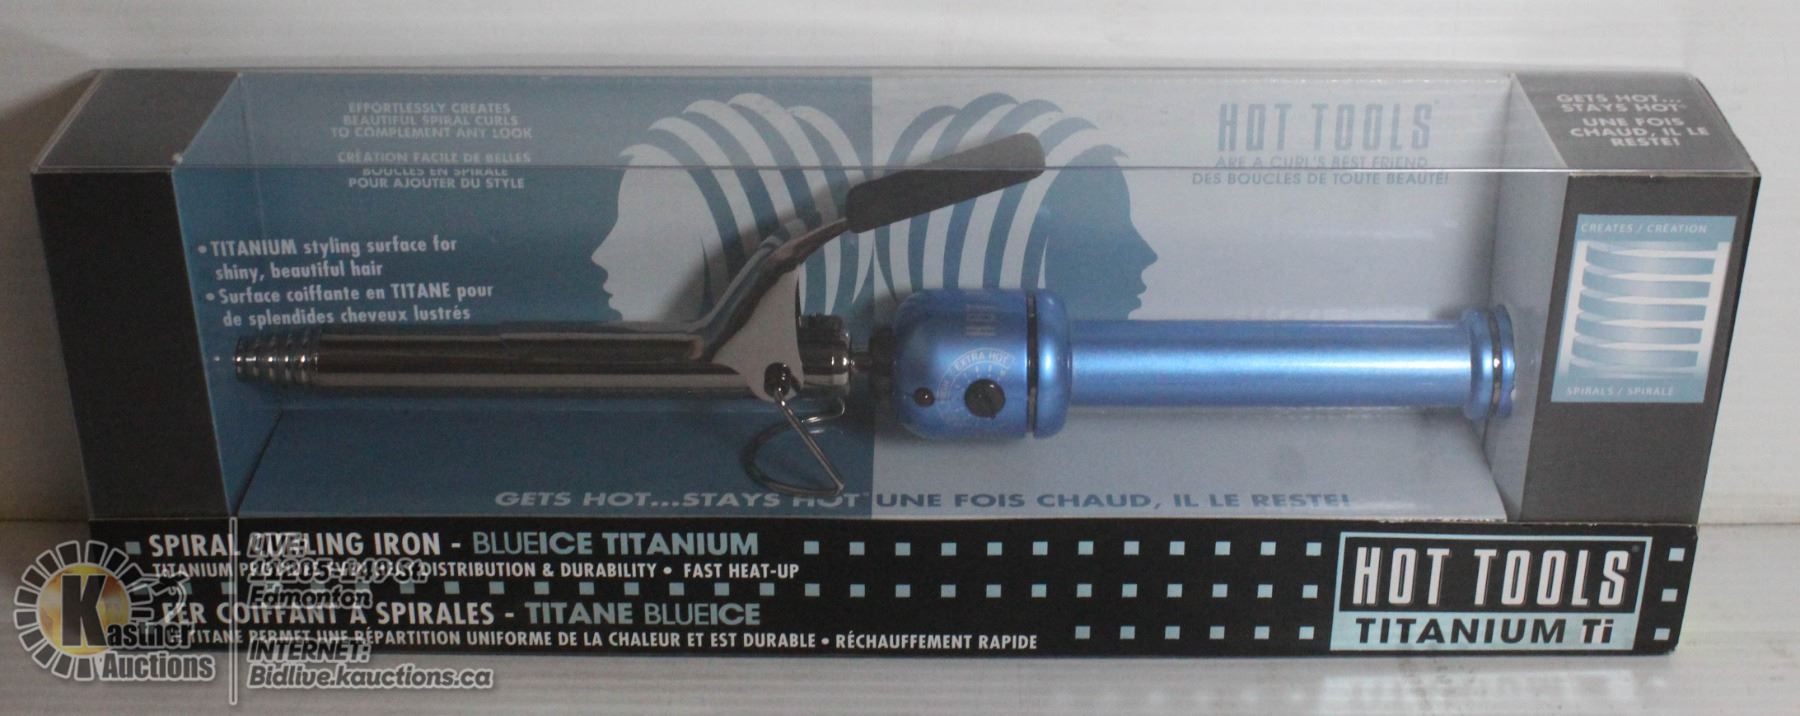 EFFORTLESSLY CREATES
BEAUTIFUL SPIRAL CURLS
TO COMPLEMENT ANY LOOK
CRÉATION FACILE DE BELLES
BOUCLES EN SPIRALE
POUR AJOUTER DU STYLE
HOT TOOLS
ARE A CURL'S BEST FRIEND...
DES BOUCLES DE TOUTE BEAUTÉ!
GETS HOT...
STAYS HOT
UNE FOIS
CHAUD, IL LE
RESTE!
• TITANIUM styling surface for
shiny, beautiful hair
• Surface coiffante en TITANE pour
de splendides cheveux lustrés
EXTRA HOT
CREATES / CRÉATION
SPIRALS / SPIRALE
GETS HOT...STAYS HOT UNE FOIS CHAUD, IL LE RESTE!
SPIRAL IRON - BLUEICE TITANIUM
TITANIUM DISTRIBUTION & DURABILITY • FAST HEAT-UP
FER COIFFANT À SPIRALES - TITANE BLUEICE
TITANE PERMET UNE RÉPARTITION UNIFORME DE LA CHALEUR ET EST DURABLE • RÉCHAUFFEMENT RAPIDE
HOT TOOLS
TITANIUM Ti
Kastner
Auctions
LIVE:
Edmonton
INTERNET:
Bidlive.kauctions.ca